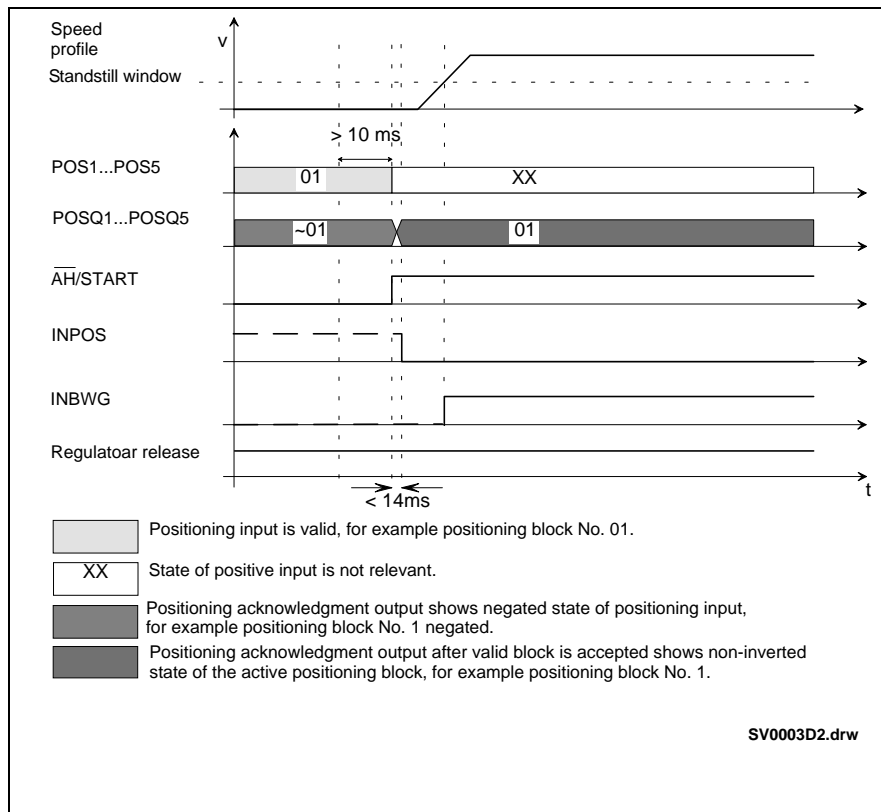 Speed
profile
v
Standstill window
> 10 ms
POS1...POS5
01
XX
POSQ1...POSQ5
~01
01
AH/START
INPOS
INBWG
Regulatoar release
t
< 14ms
Positioning input is valid, for example positioning block No. 01.
XX
State of positive input is not relevant.
Positioning acknowledgment output shows negated state of positioning input,
for example positioning block No. 1 negated.
Positioning acknowledgment output after valid block is accepted shows non-inverted
state of the active positioning block, for example positioning block No. 1.
SV0003D2.drw